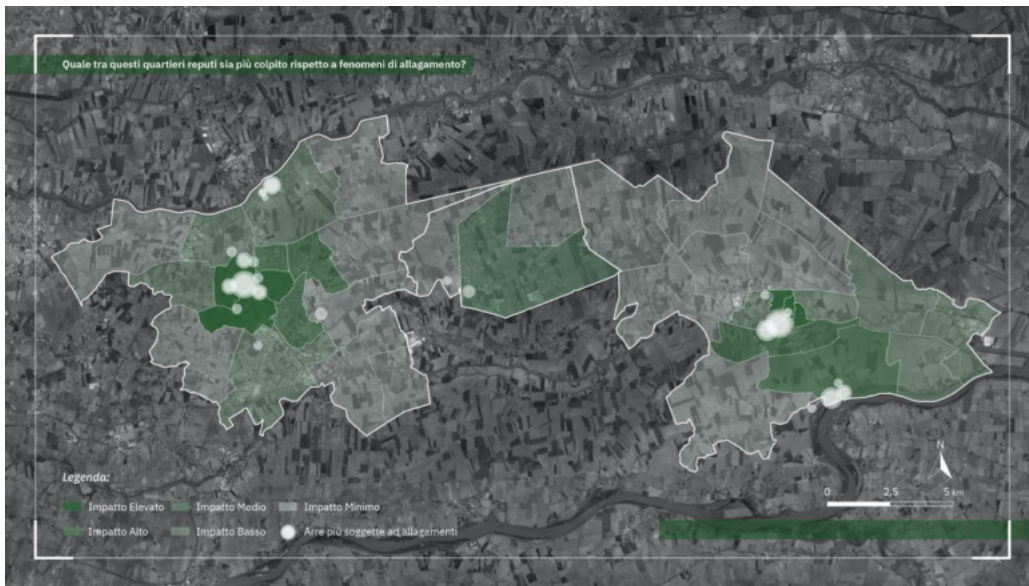 Quale tra questi quartieri reputi sia più colpito rispetto a fenomeni di allagamento?
N
0 2,5 5 km
Legenda:
Impatto Elevato Impatto Medio Impatto Minimo
Impatto Alto Impatto Basso Arre più soggette ad allagamenti